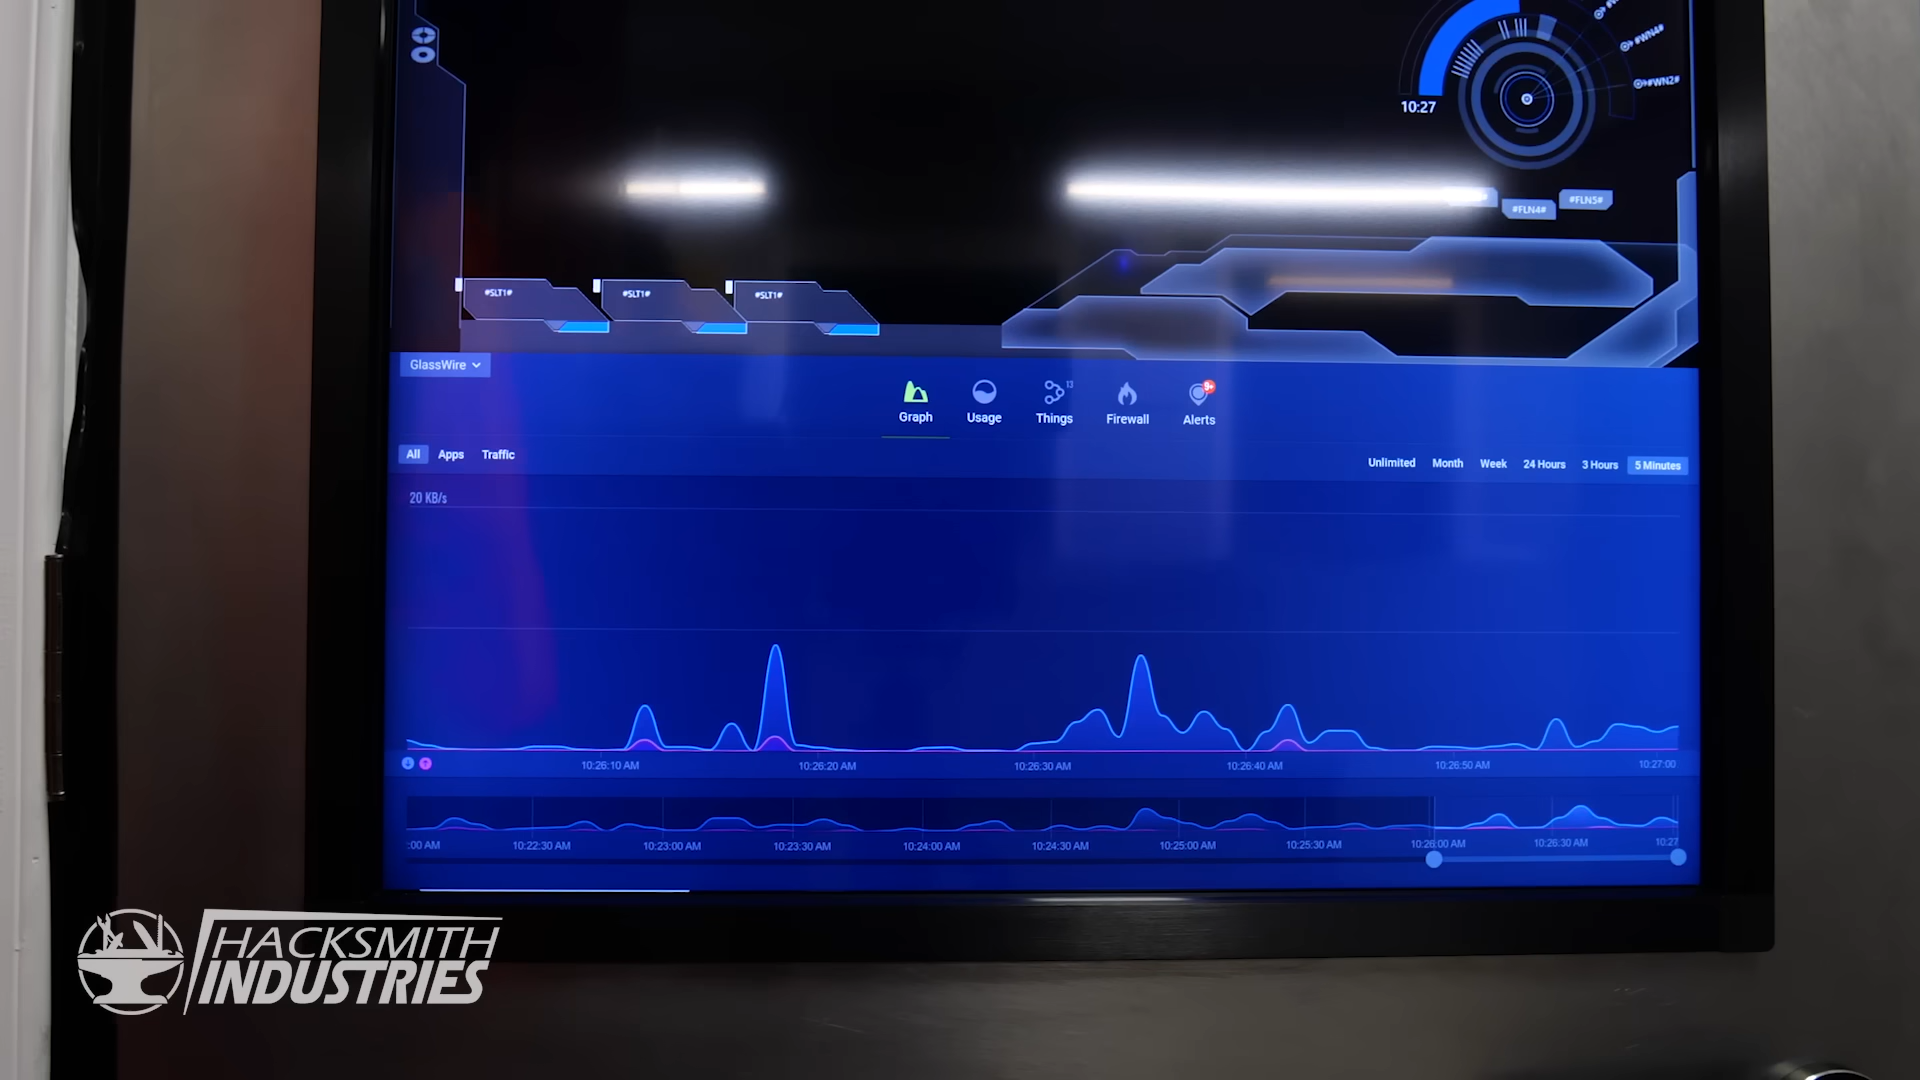 #WN4#
#WN2#
10:27
#FLN4#
#FLN5#
#SLT1#
#SLT1#
#SLT1#
GlassWire
13
9+
Graph
Usage
Things
Firewall
Alerts
All
Apps
Traffic
Unlimited
Month
Week
24 Hours
3 Hours
5 Minutes
20 KB/s
10:26:10 AM
10:26:20 AM
10:26:30 AM
10:26:40 AM
10:26:50 AM
10:27:00
:00 AM
10:22:30 AM
10:23:00 AM
10:23:30 AM
10:24:00 AM
10:24:30 AM
10:25:00 AM
10:25:30 AM
10:26:00 AM
10:26:30 AM
10:27
HACKSMITH
INDUSTRIES